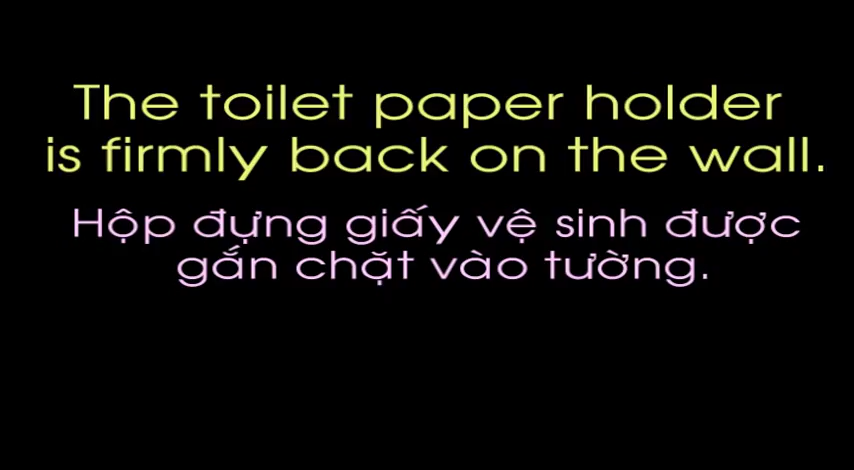 The toilet paper holder
is firmly back on the wall.
Hộp đựng giấy vệ sinh được
gắn chặt vào tường.